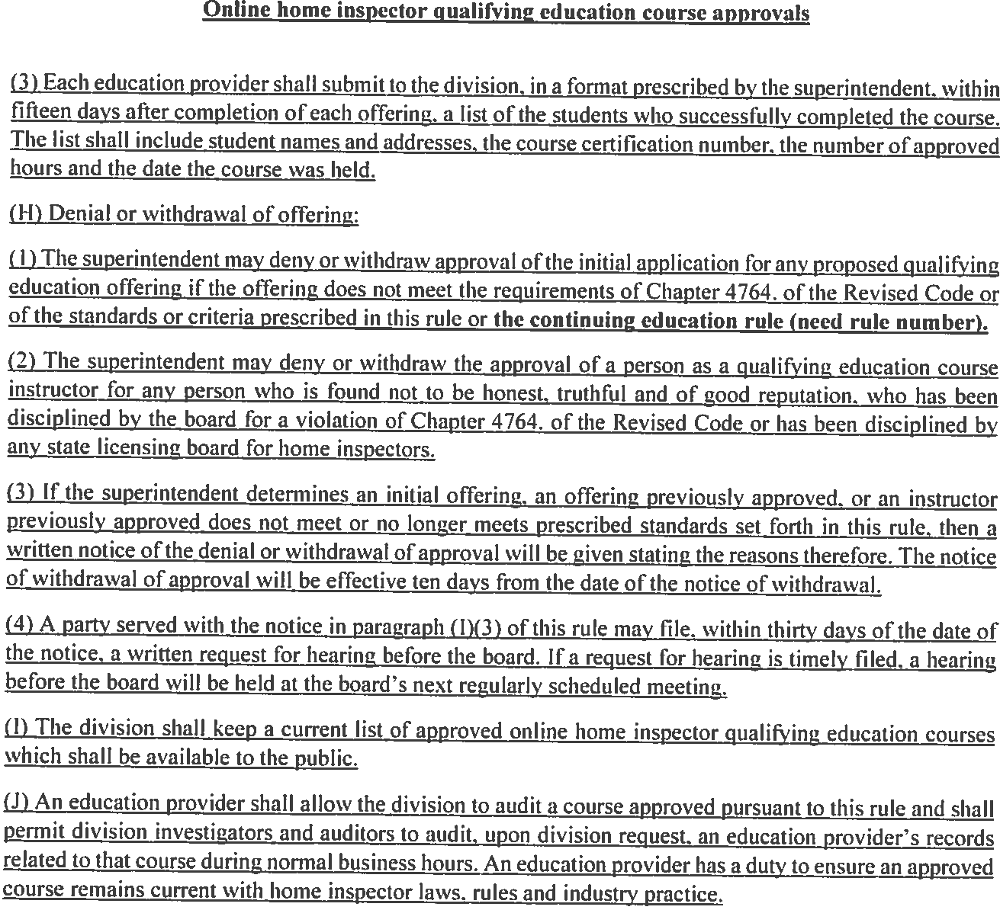 Online home inspector qualifying education course approvals
(3) Each education provider shall submit to the division, in a format prescribed by the superintendent, within
fifteen days after completion of each offering, a list of the students who successfully completed the course.
The list shall include student names and addresses, the course certification number, the number of approved
hours and the date the course was held.
(H) Denial or withdrawal of offering:
(1) The superintendent may deny or withdraw approval of the initial application for any proposed qualifying
education offering if the offering does not meet the requirements of Chapter 4764. of the Revised Code or
of the standards or criteria prescribed in this rule or the continuing education rule (need rule number).
(2) The superintendent may deny or withdraw the approval of a person as a qualifying education course
instructor for any person who is found not to be honest, truthful and of good reputation, who has been
disciplined by the board for a violation of Chapter 4764. of the Revised Code or has been disciplined by
any state licensing board for home inspectors.
(3) If the superintendent determines an initial offering, an offering previously approved, or an instructor
previously approved does not meet or no longer meets prescribed standards set forth in this rule, then a
written notice of the denial or withdrawal of approval will be given stating the reasons therefore. The notice
of withdrawal of approval will be effective ten days from the date of the notice of withdrawal.
(4) A party served with the notice in paragraph (I)(3) of this rule may file, within thirty days of the date of
the notice, a written request for hearing before the board. If a request for hearing is timely filed, a hearing
before the board will be held at the board's next regularly scheduled meeting.
(I) The division shall keep a current list of approved online home inspector qualifying education courses
which shall be available to the public.
(J) An education provider shall allow the division to audit a course approved pursuant to this rule and shall
permit division investigators and auditors to audit, upon division request, an education provider's records
related to that course during normal business hours. An education provider has a duty to ensure an approved
course remains current with home inspector laws, rules and industry practice.